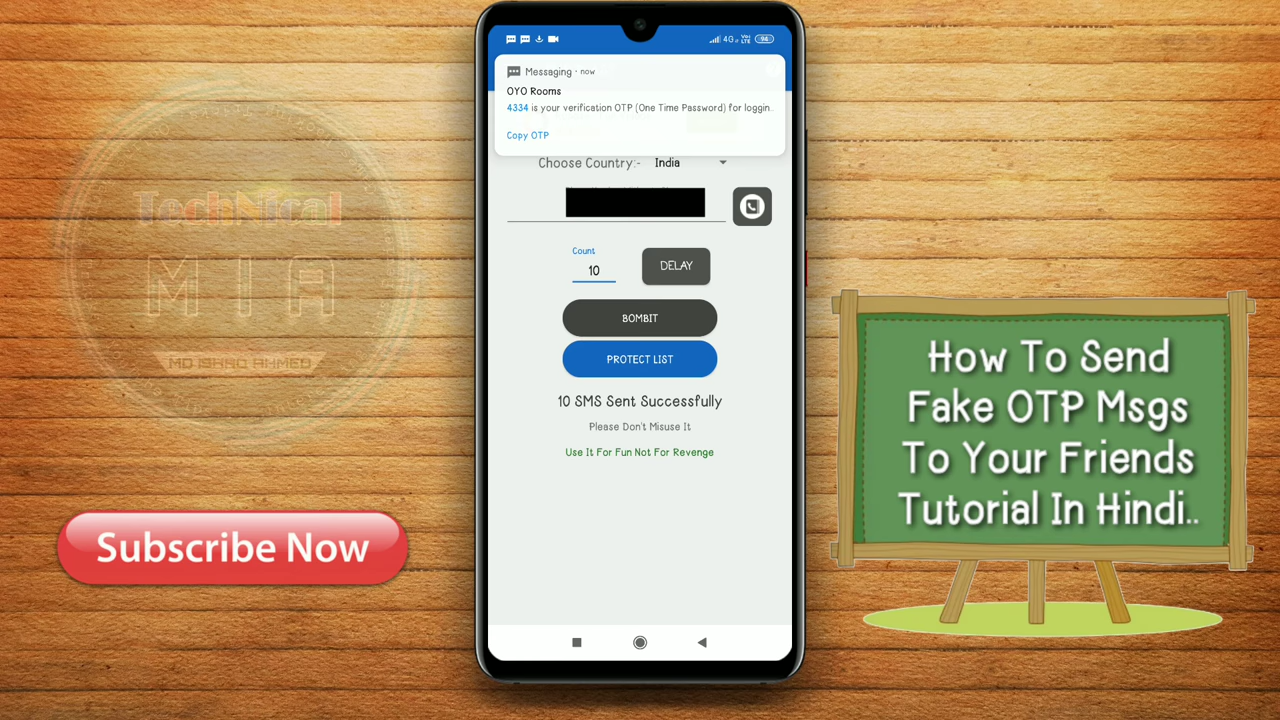 4G
VoLTE
94
Messaging · now
OYO Rooms
4334 is your verification OTP (One Time Password) for loggin..
Copy OTP
Choose Country:- India
Count
10
DELAY
BOMBIT
PROTECT LIST
10 SMS Sent Successfully
Please Don't Misuse It
Use It For Fun Not For Revenge
TechNical
MIA
MD ISHAQ AHMED
Subscribe Now
How To Send
Fake OTP Msgs
To Your Friends
Tutorial In Hindi..